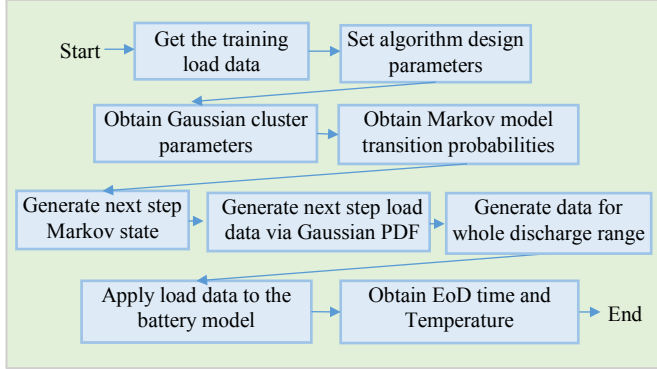 Start
Get the training
load data
Set algorithm design
parameters
Obtain Gaussian cluster
parameters
Obtain Markov model
transition probabilities
Generate next step
Markov state
Generate next step load
data via Gaussian PDF
Generate data for
whole discharge range
Apply load data to the
battery model
Obtain EoD time and
Temperature
End